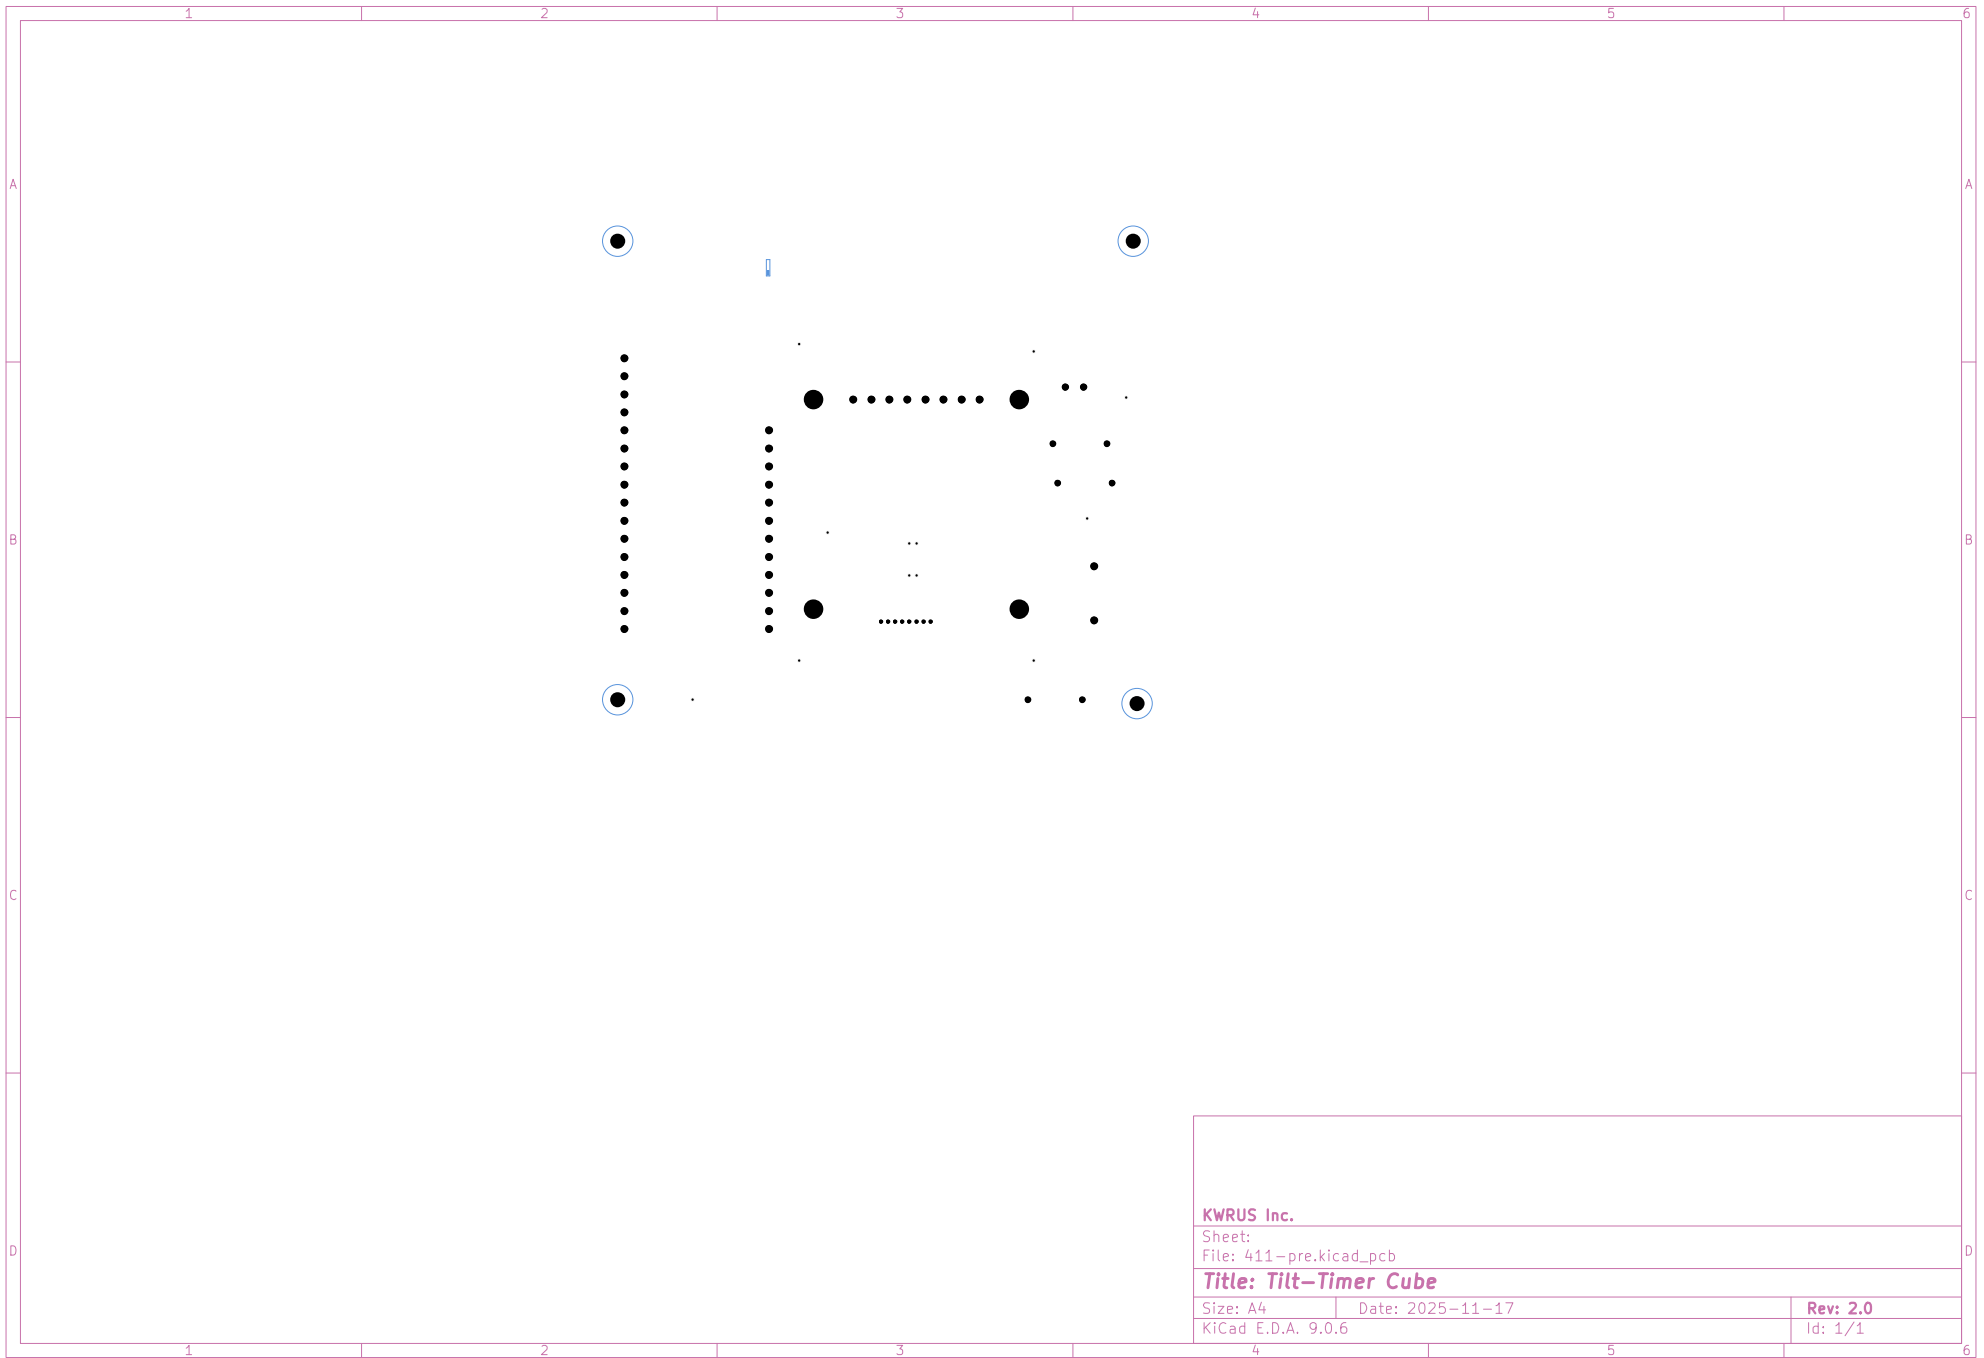 1 2 3 4 5 6
A A
B B
C C
KWRUS Inc.
Sheet:
File: 411-pre.kicad_pcb
D D
Title: Tilt-Timer Cube
Size: A4 Date: 2025-11-17 Rev: 2.0
KiCad E.D.A. 9.0.6 Id: 1/1
1 2 3 4 5 6